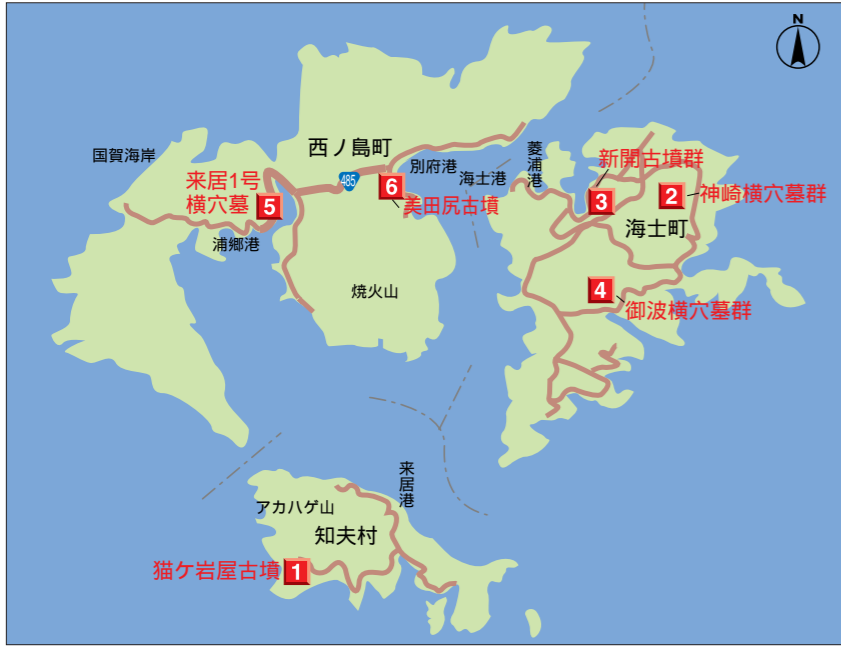 N
国賀海岸
西ノ島町
別府港
菱浦港
485
海士港
新開古墳群
来居1号
横穴墓
5
6
美田尻古墳
3
2
神崎横穴墓群
海士町
浦郷港
焼火山
4
御波横穴墓群
来居港
アカハゲ山
知夫村
猫ケ岩屋古墳
1